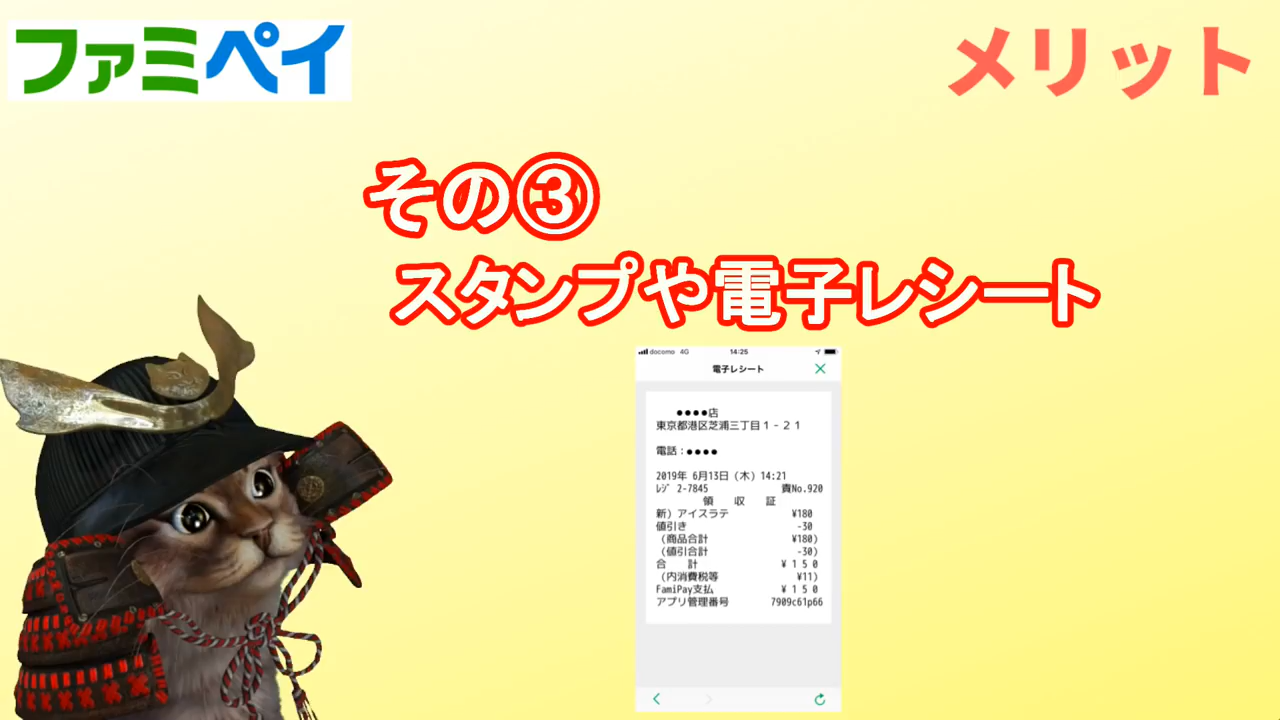 ファミペイ
メリット
その③
スタンプや電子レシート
docomo 4G 14:25
電子レシート
●●●●店
東京都港区芝浦三丁目1-21
電話:●●●●
2019年 6月13日(木)14:21
ﾚｼﾞ 2-7845 責No.920
領 収 証
新)アイスラテ ¥180
値引き -30
(商品合計 ¥180)
(値引合計 -30)
合 計 ¥150
(内消費税等 ¥11)
FamiPay支払 ¥150
アプリ管理番号 7909c61p66